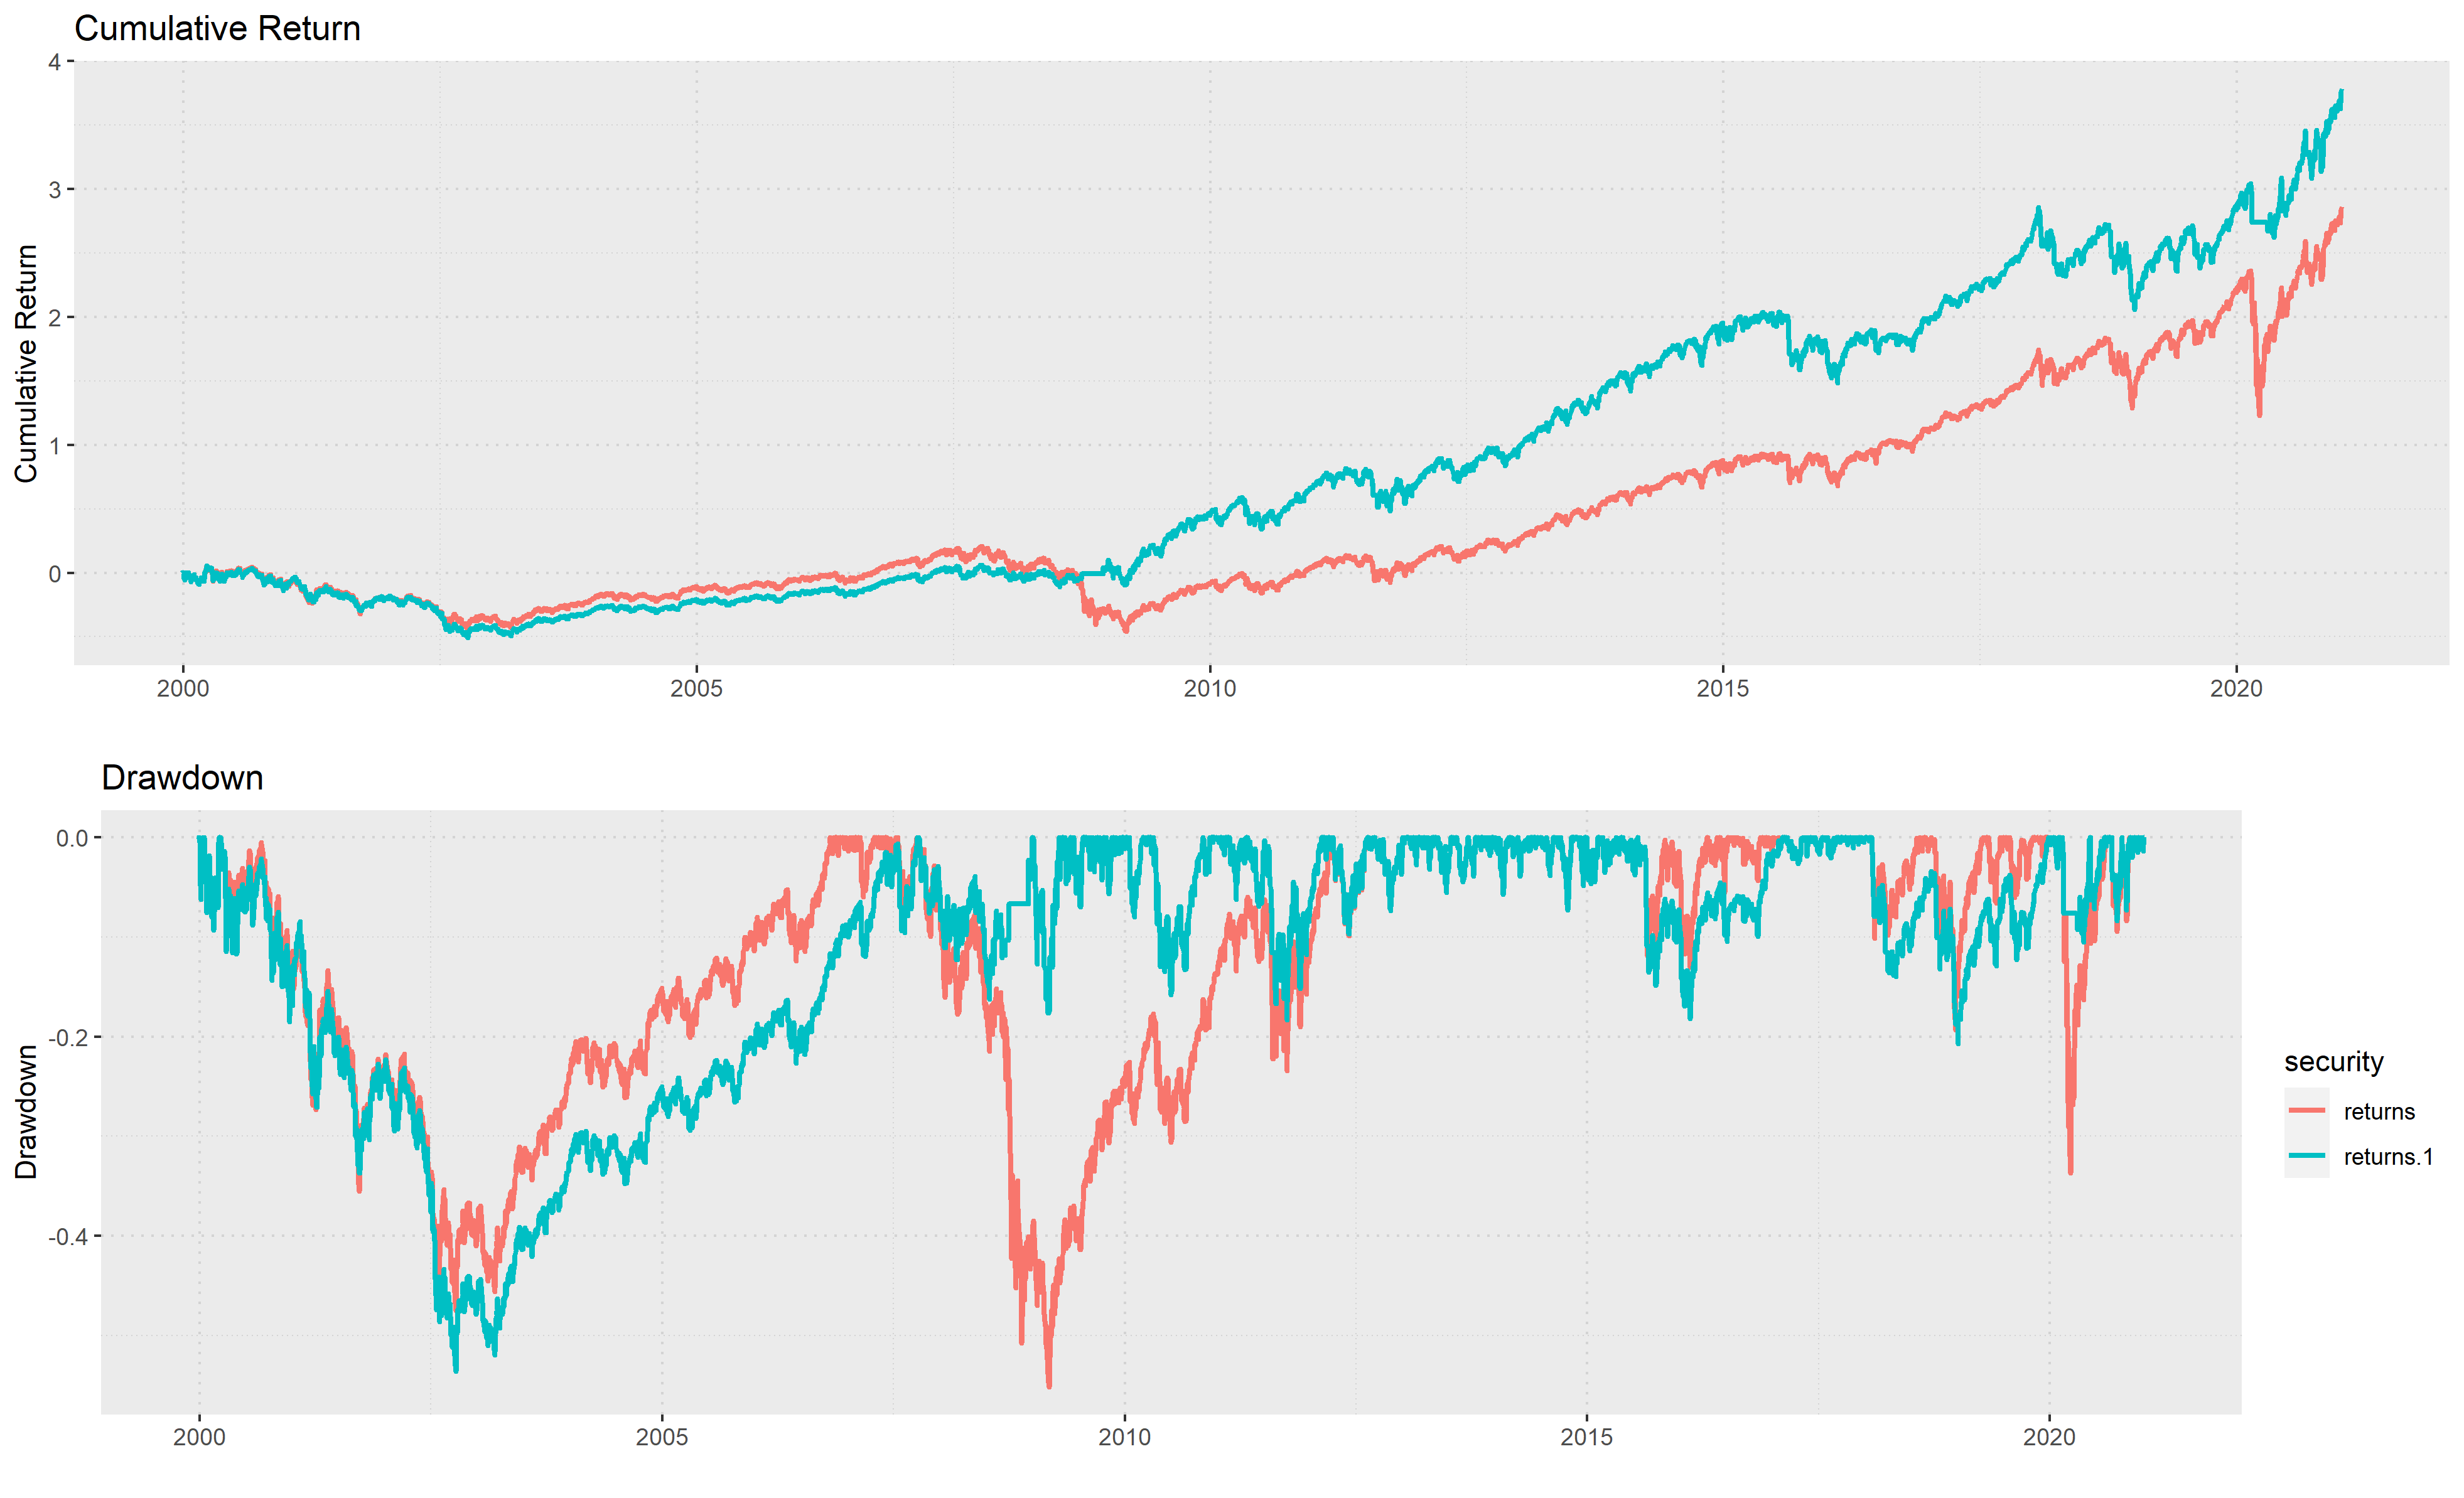 Cumulative Return
Cumulative Return
4
3
2
1
0
2000 2005 2010 2015 2020
Drawdown
Drawdown
0.0
-0.2
-0.4
2000 2005 2010 2015 2020
security
returns
returns.1